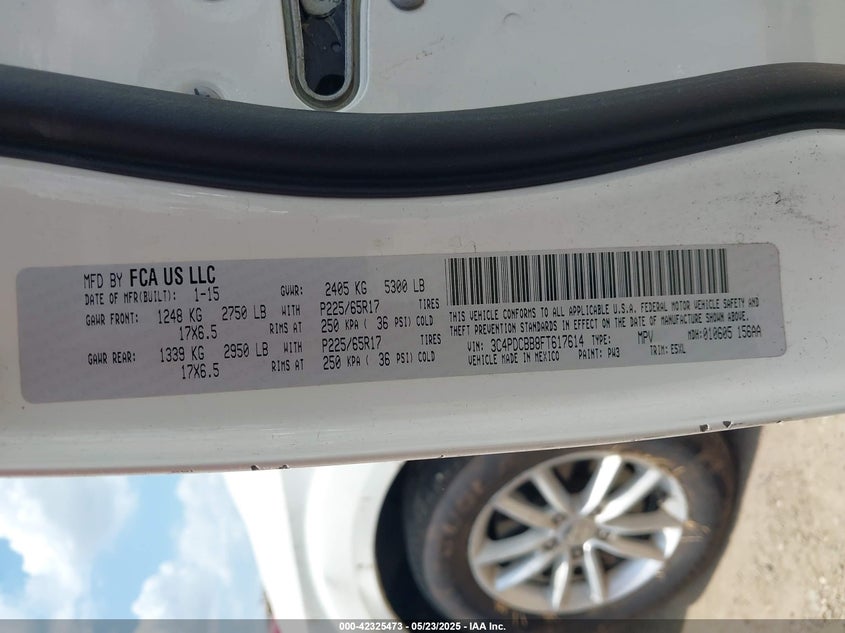 MFD BY FCA US LLC
DATE OF MFR(BUILT): 1-15 GVWR: 2405 KG 5300 LB
GAWR FRONT: 1248 KG 2750 LB WITH P225/65R17 TIRES
17X6.5 RIMS AT 250 KPA ( 36 PSI) COLD
GAWR REAR: 1339 KG 2950 LB WITH P225/65R17 TIRES
17X6.5 RIMS AT 250 KPA ( 36 PSI) COLD
THIS VEHICLE CONFORMS TO ALL APPLICABLE U.S.A. FEDERAL MOTOR VEHICLE SAFETY AND
THEFT PREVENTION STANDARDS IN EFFECT ON THE DATE OF MANUFACTURE SHOWN ABOVE.
VIN: 3C4PDCBB8FT617614 TYPE: MPV MDH: 010605 156AA
VEHICLE MADE IN MEXICO PAINT: PW3 TRIM: E5XL
000-42325473 — 05/23/2025 — IAA Inc.